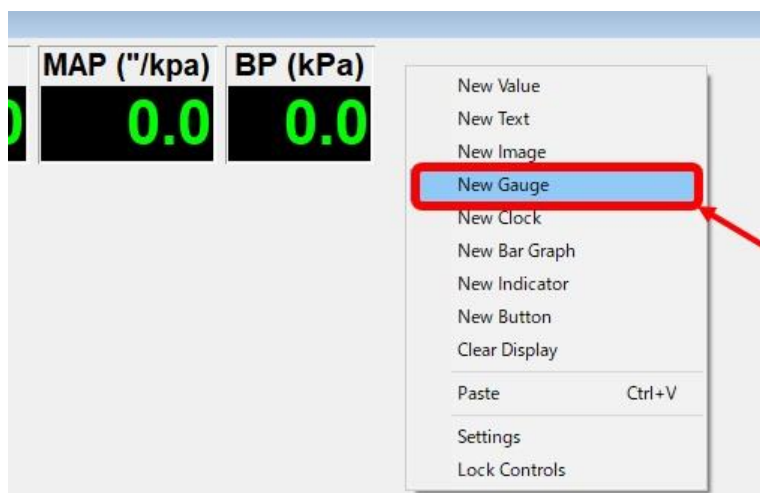 MAP ("/kpa) BP (kPa)
0 0.0 0.0
New Value
New Text
New Image
New Gauge
New Clock
New Bar Graph
New Indicator
New Button
Clear Display
Paste Ctrl+V
Settings
Lock Controls